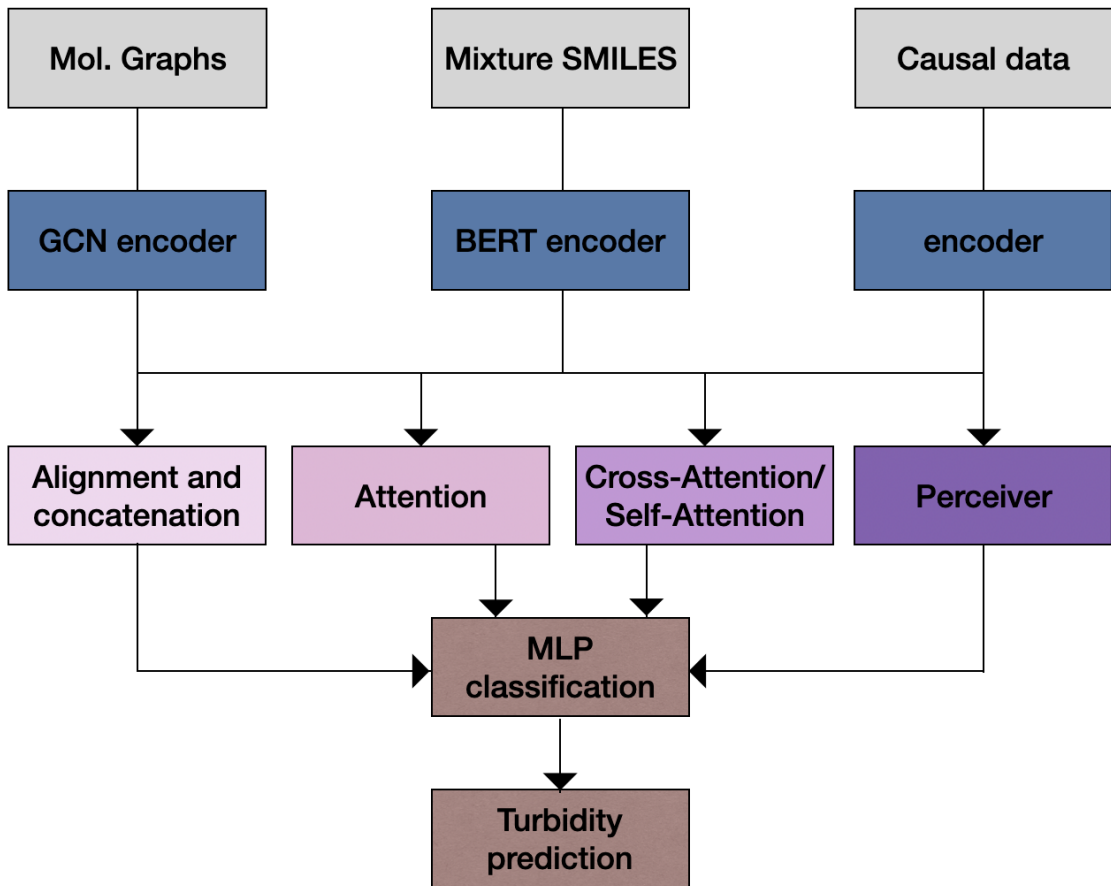 Mol. Graphs
Mixture SMILES
Causal data
GCN encoder
BERT encoder
encoder
Alignment and
concatenation
Attention
Cross-Attention/
Self-Attention
Perceiver
MLP
classification
Turbidity
prediction